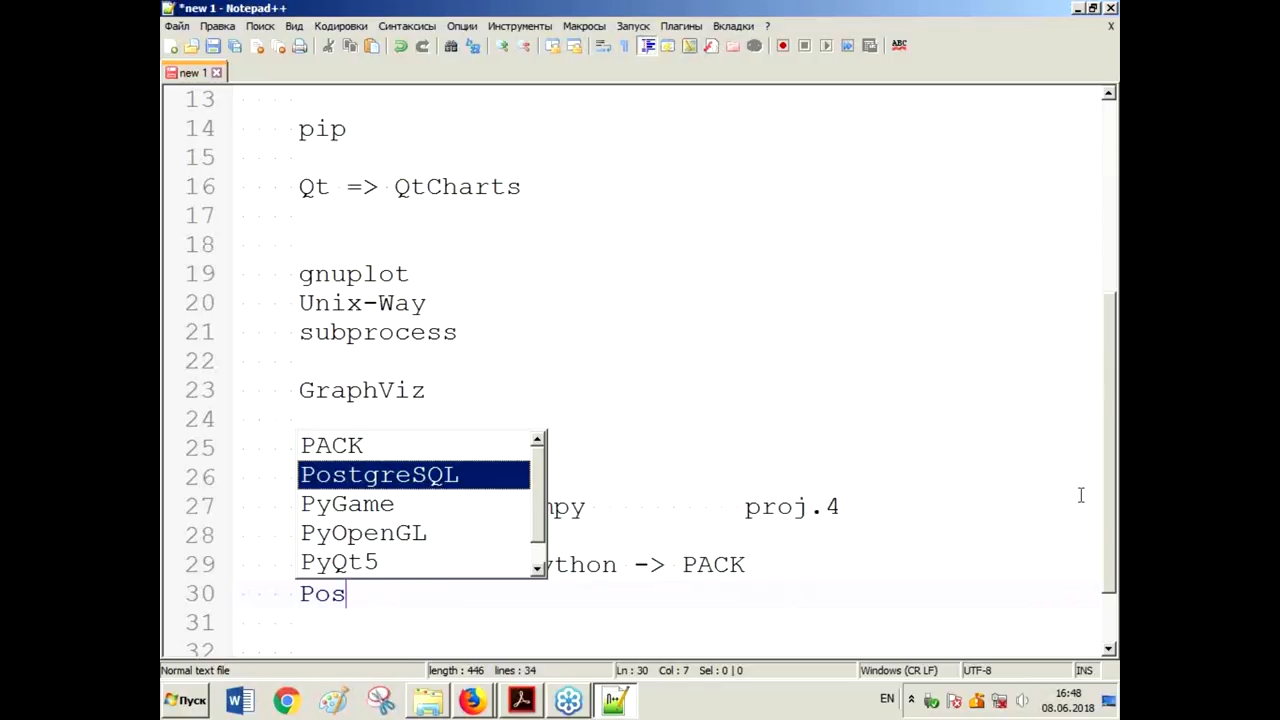 *new 1 - Notepad++
Файл Правка Поиск Вид Кодировки Синтаксисы Опции Инструменты Макросы Запуск Плагины Вкладки ? X
ABC
new 1
13
14 pip
15
16 Qt => QtCharts
17
18
19 gnuplot
20 Unix-Way
21 subprocess
22
23 GraphViz
24
25 PACK
26 PostgreSQL
PyGame
27 mpy proj.4
28 PyOpenGL
PyQt5
29 ython -> PACK
30 Pos
31
32
Normal text file length : 446 lines : 34 Ln : 30 Col : 7 Sel : 0 | 0 Windows (CR LF) UTF-8 INS
Пуск EN 16:48
08.06.2018